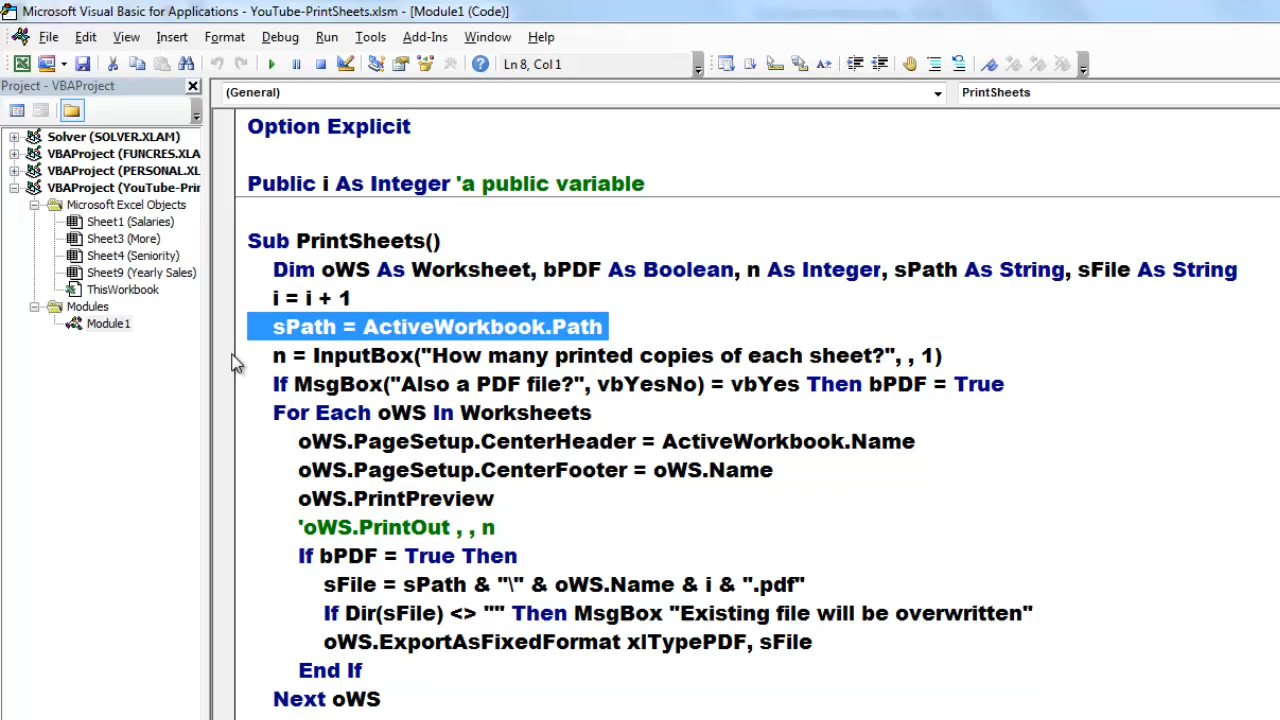 Microsoft Visual Basic for Applications - YouTube-PrintSheets.xlsm - [Module1 (Code)]
File Edit View Insert Format Debug Run Tools Add-Ins Window Help
Ln 8, Col 1
Project - VBAProject
(General) PrintSheets
Solver (SOLVER.XLAM)
VBAProject (FUNCRES.XLA
VBAProject (PERSONAL.XL
VBAProject (YouTube-Prin
Microsoft Excel Objects
Sheet1 (Salaries)
Sheet3 (More)
Sheet4 (Seniority)
Sheet9 (Yearly Sales)
ThisWorkbook
Modules
Module1
Option Explicit
Public i As Integer 'a public variable
Sub PrintSheets()
Dim oWS As Worksheet, bPDF As Boolean, n As Integer, sPath As String, sFile As String
i = i + 1
sPath = ActiveWorkbook.Path
n = InputBox("How many printed copies of each sheet?", , 1)
If MsgBox("Also a PDF file?", vbYesNo) = vbYes Then bPDF = True
For Each oWS In Worksheets
oWS.PageSetup.CenterHeader = ActiveWorkbook.Name
oWS.PageSetup.CenterFooter = oWS.Name
oWS.PrintPreview
'oWS.PrintOut , , n
If bPDF = True Then
sFile = sPath & "\" & oWS.Name & i & ".pdf"
If Dir(sFile) <> "" Then MsgBox "Existing file will be overwritten"
oWS.ExportAsFixedFormat xlTypePDF, sFile
End If
Next oWS